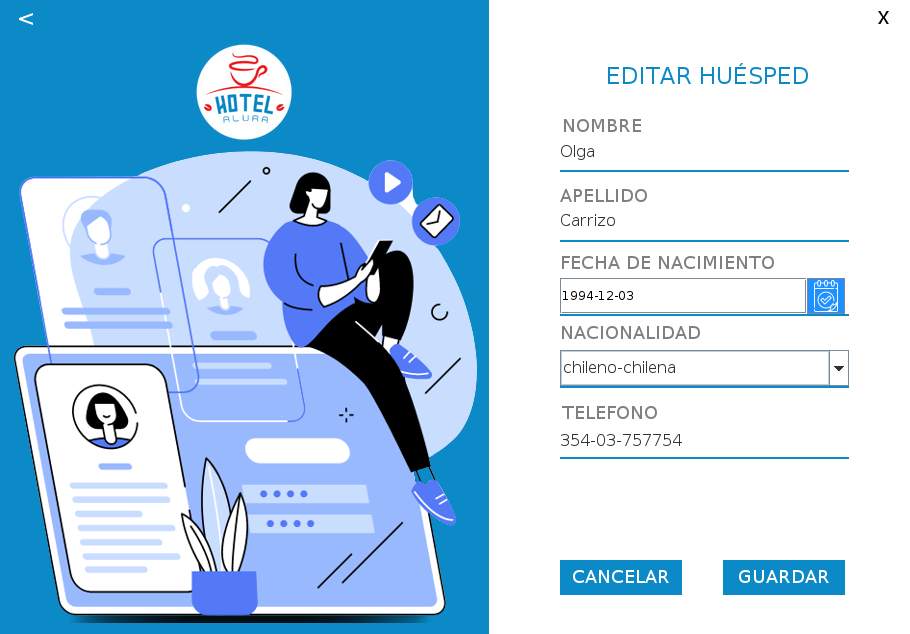 <
X
HOTEL
ALURA
EDITAR HUÉSPED
NOMBRE
Olga
APELLIDO
Carrizo
FECHA DE NACIMIENTO
1994-12-03
NACIONALIDAD
chileno-chilena
TELEFONO
354-03-757754
CANCELAR
GUARDAR